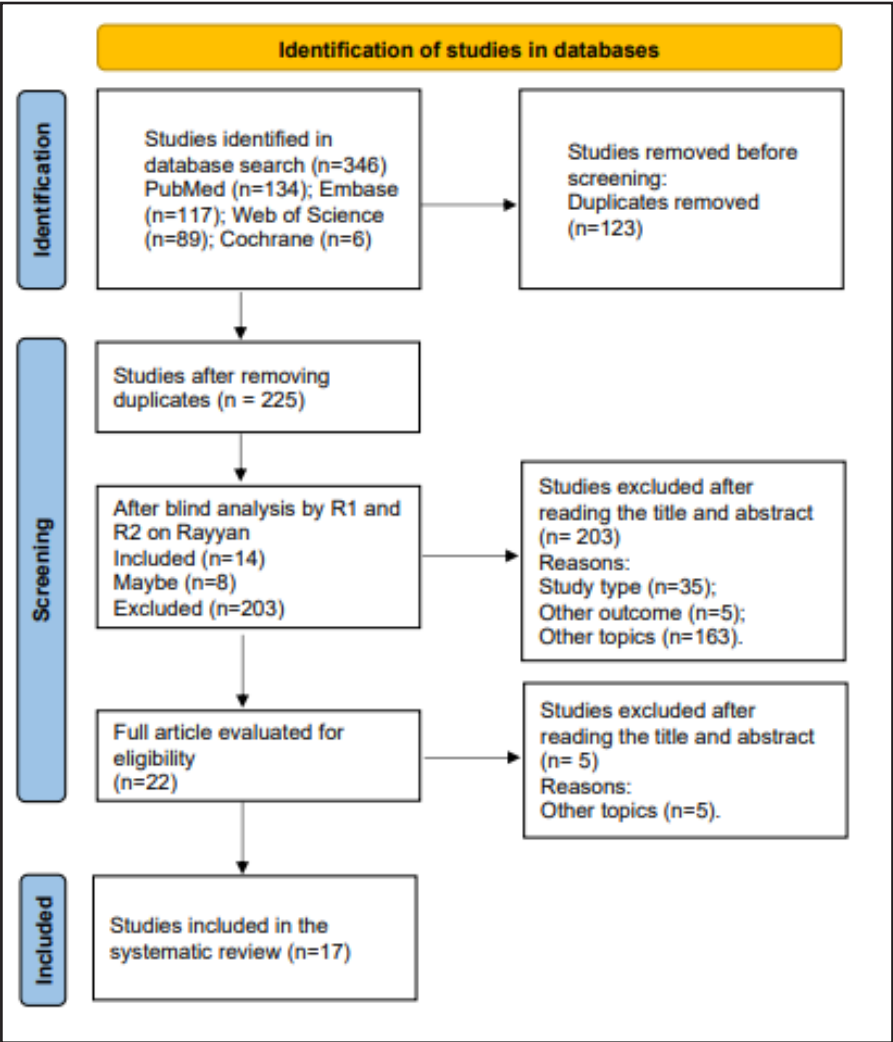 Identification of studies in databases
Identification
Studies identified in
database search (n=346)
PubMed (n=134); Embase
(n=117); Web of Science
(n=89); Cochrane (n=6)
Studies removed before
screening:
Duplicates removed
(n=123)
Screening
Studies after removing
duplicates (n = 225)
After blind analysis by R1 and
R2 on Rayyan
Included (n=14)
Maybe (n=8)
Excluded (n=203)
Studies excluded after
reading the title and abstract
(n= 203)
Reasons:
Study type (n=35);
Other outcome (n=5);
Other topics (n=163).
Full article evaluated for
eligibility
(n=22)
Studies excluded after
reading the title and abstract
(n= 5)
Reasons:
Other topics (n=5).
Included
Studies included in the
systematic review (n=17)